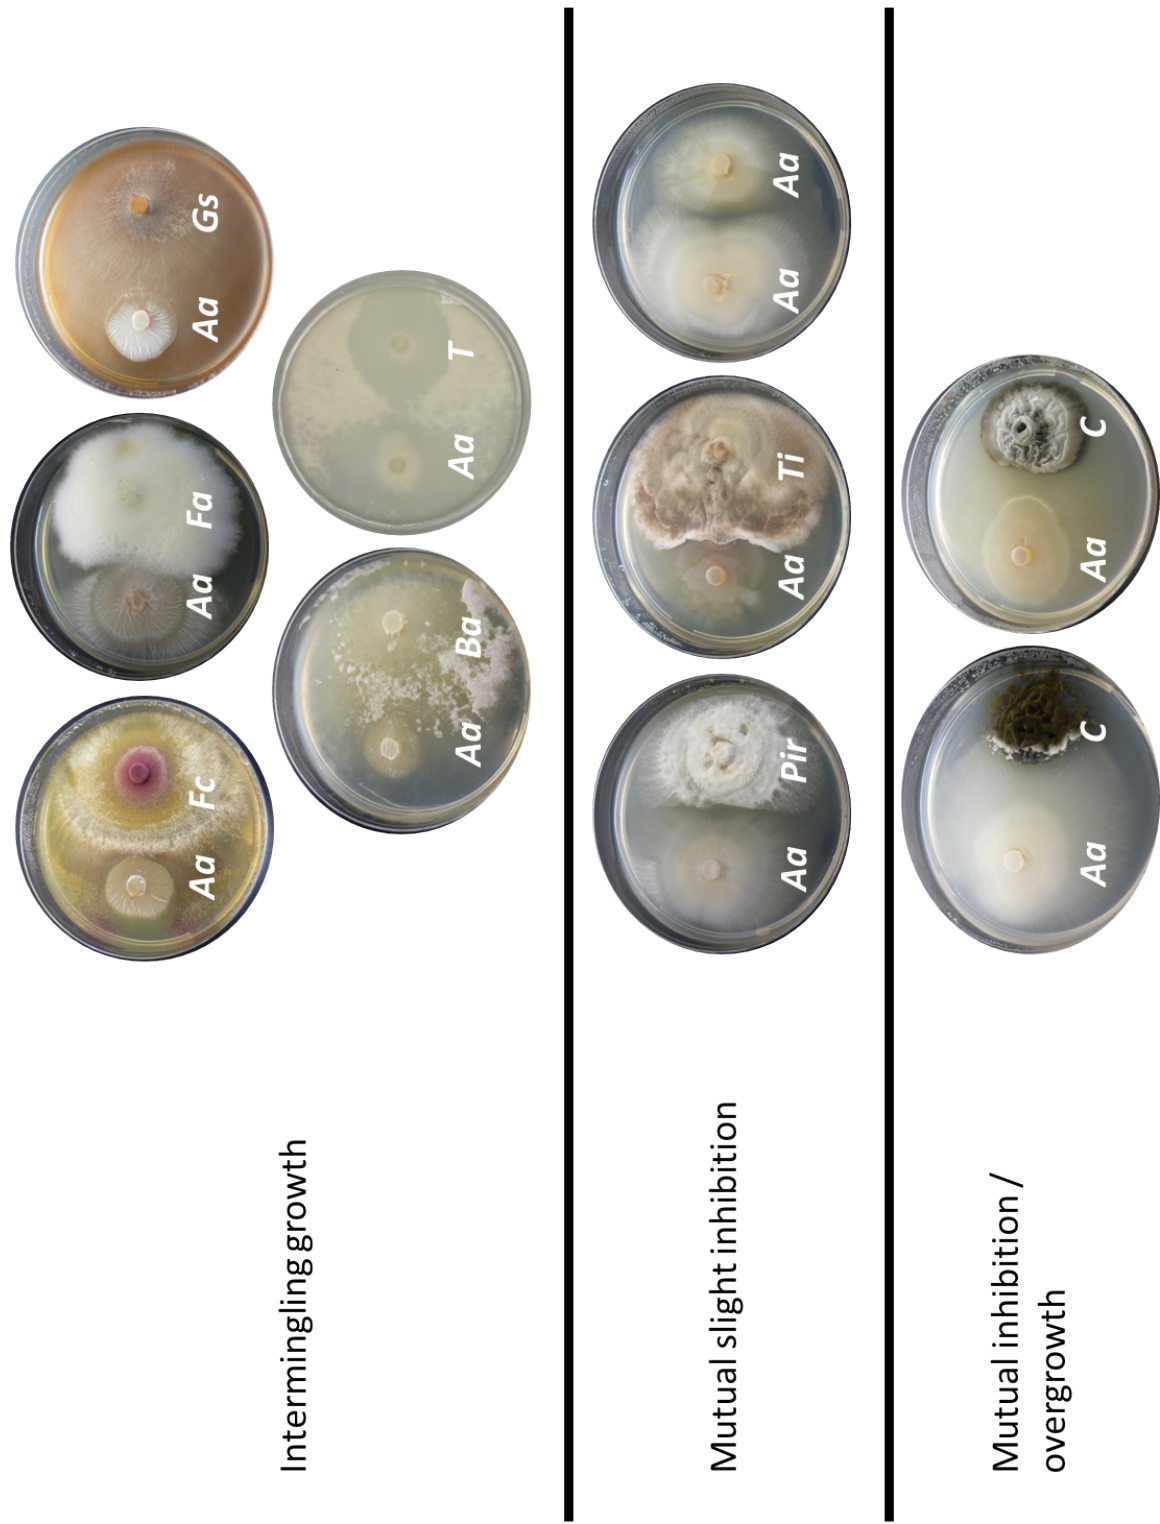 Intermingling growth
Aa Fc Aa Fa Aa Gs
Aa Ba Aa T
Mutual slight inhibition
Aa Pir Aa Ti Aa Aa
Mutual inhibition /
overgrowth
Aa C Aa C